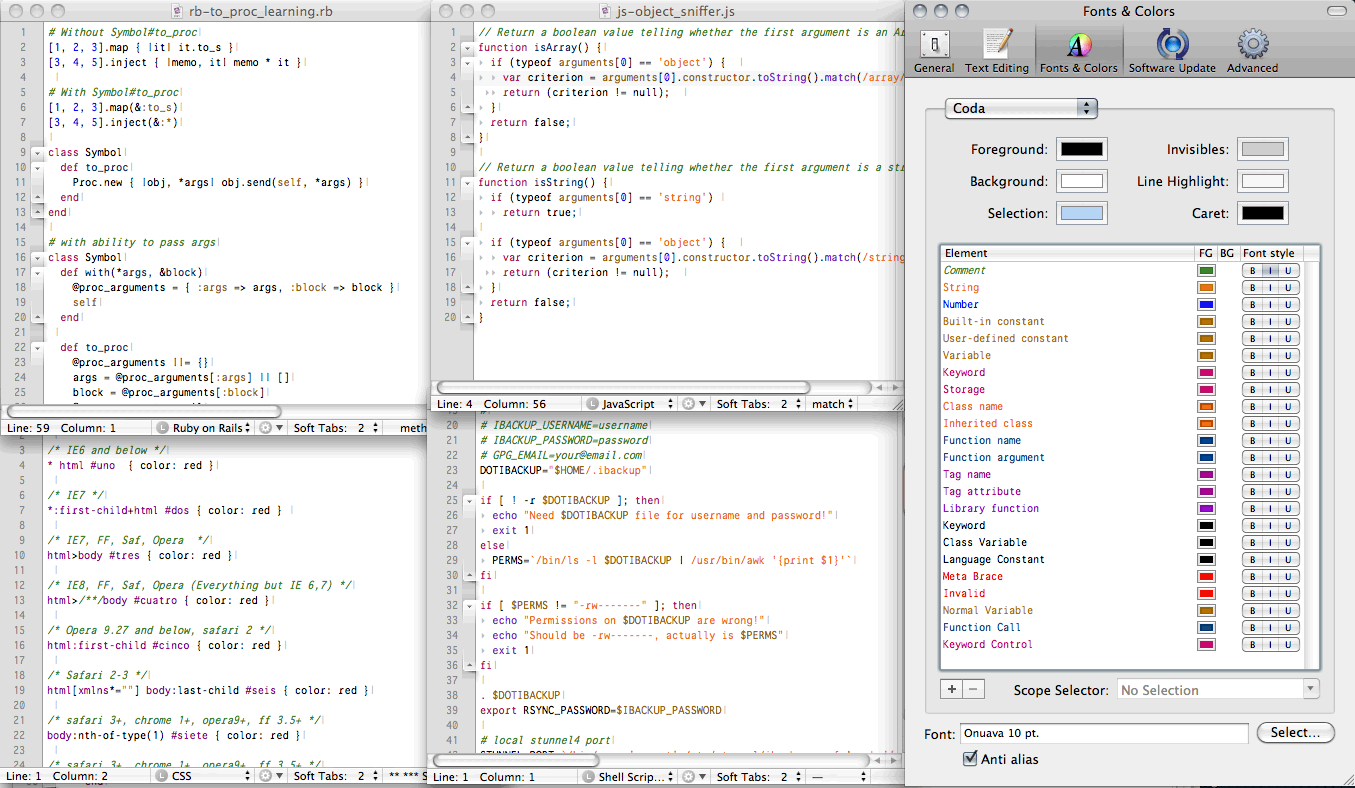 rb-to_proc_learning.rb
1 # Without Symbol#to_proc
2 [1, 2, 3].map { |it| it.to_s }
3 [3, 4, 5].inject { |memo, it| memo * it }
4
5 # With Symbol#to_proc
6 [1, 2, 3].map(&:to_s)
7 [3, 4, 5].inject(&:*)
8
9 class Symbol
10 def to_proc
11 Proc.new { |obj, *args| obj.send(self, *args) }
12 end
13 end
14
15 # with ability to pass args
16 class Symbol
17 def with(*args, &block)
18 @proc_arguments = { :args => args, :block => block }
19 self
20 end
21
22 def to_proc
23 @proc_arguments ||= {}
24 args = @proc_arguments[:args] || []
25 block = @proc_arguments[:block]
Line: 59 Column: 1 L Ruby on Rails Soft Tabs: 2 meth
3 /* IE6 and below */
4 * html #uno { color: red }
5
6 /* IE7 */
7 *:first-child+html #dos { color: red }
8
9 /* IE7, FF, Saf, Opera */
10 html>body #tres { color: red }
11
12 /* IE8, FF, Saf, Opera (Everything but IE 6,7) */
13 html>/**/body #cuatro { color: red }
14
15 /* Opera 9.27 and below, safari 2 */
16 html:first-child #cinco { color: red }
17
18 /* Safari 2-3 */
19 html[xmlns*=""] body:last-child #seis { color: red }
20
21 /* safari 3+, chrome 1+, opera9+, ff 3.5+ */
22 body:nth-of-type(1) #siete { color: red }
23
24 /* safari 3+, chrome 1+, opera9+, ff 3.5+ */
Line: 1 Column: 2 L CSS Soft Tabs: 2 ** *** S
js-object_sniffer.js
1 // Return a boolean value telling whether the first argument is an Ar
2 function isArray() {
3 if (typeof arguments[0] == 'object') {
4 var criterion = arguments[0].constructor.toString().match(/array/
5 return (criterion != null);
6 }
7 return false;
8 }
9
10 // Return a boolean value telling whether the first argument is a str
11 function isString() {
12 if (typeof arguments[0] == 'string')
13 return true;
14
15 if (typeof arguments[0] == 'object') {
16 var criterion = arguments[0].constructor.toString().match(/string
17 return (criterion != null);
18 }
19 return false;
20 }
Line: 4 Column: 56 L JavaScript Soft Tabs: 2 match
20 # IBACKUP_USERNAME=username
21 # IBACKUP_PASSWORD=password
22 # GPG_EMAIL=your@email.com
23 DOTIBACKUP="$HOME/.ibackup"
24
25 if [ ! -r $DOTIBACKUP ]; then
26 echo "Need $DOTIBACKUP file for username and password!"
27 exit 1
28 else
29 PERMS=`/bin/ls -l $DOTIBACKUP | /usr/bin/awk '{print $1}'`
30 fi
31
32 if [ $PERMS != "-rw-------" ]; then
33 echo "Permissions on $DOTIBACKUP are wrong!"
34 echo "Should be -rw-------, actually is $PERMS"
35 exit 1
36 fi
37
38 . $DOTIBACKUP
39 export RSYNC_PASSWORD=$IBACKUP_PASSWORD
40
41 # local stunnel4 port
Line: 1 Column: 1 L Shell Scrip... Soft Tabs: 2 —
Fonts & Colors
General Text Editing Fonts & Colors Software Update Advanced
Coda
Foreground: Invisibles:
Background: Line Highlight:
Selection: Caret:
Element FG BG Font style
Comment B I U
String B I U
Number B I U
Built-in constant B I U
User-defined constant B I U
Variable B I U
Keyword B I U
Storage B I U
Class name B I U
Inherited class B I U
Function name B I U
Function argument B I U
Tag name B I U
Tag attribute B I U
Library function B I U
Keyword B I U
Class Variable B I U
Language Constant B I U
Meta Brace B I U
Invalid B I U
Normal Variable B I U
Function Call B I U
Keyword Control B I U
+ − Scope Selector: No Selection
Font: Onuava 10 pt. Select...
Anti alias